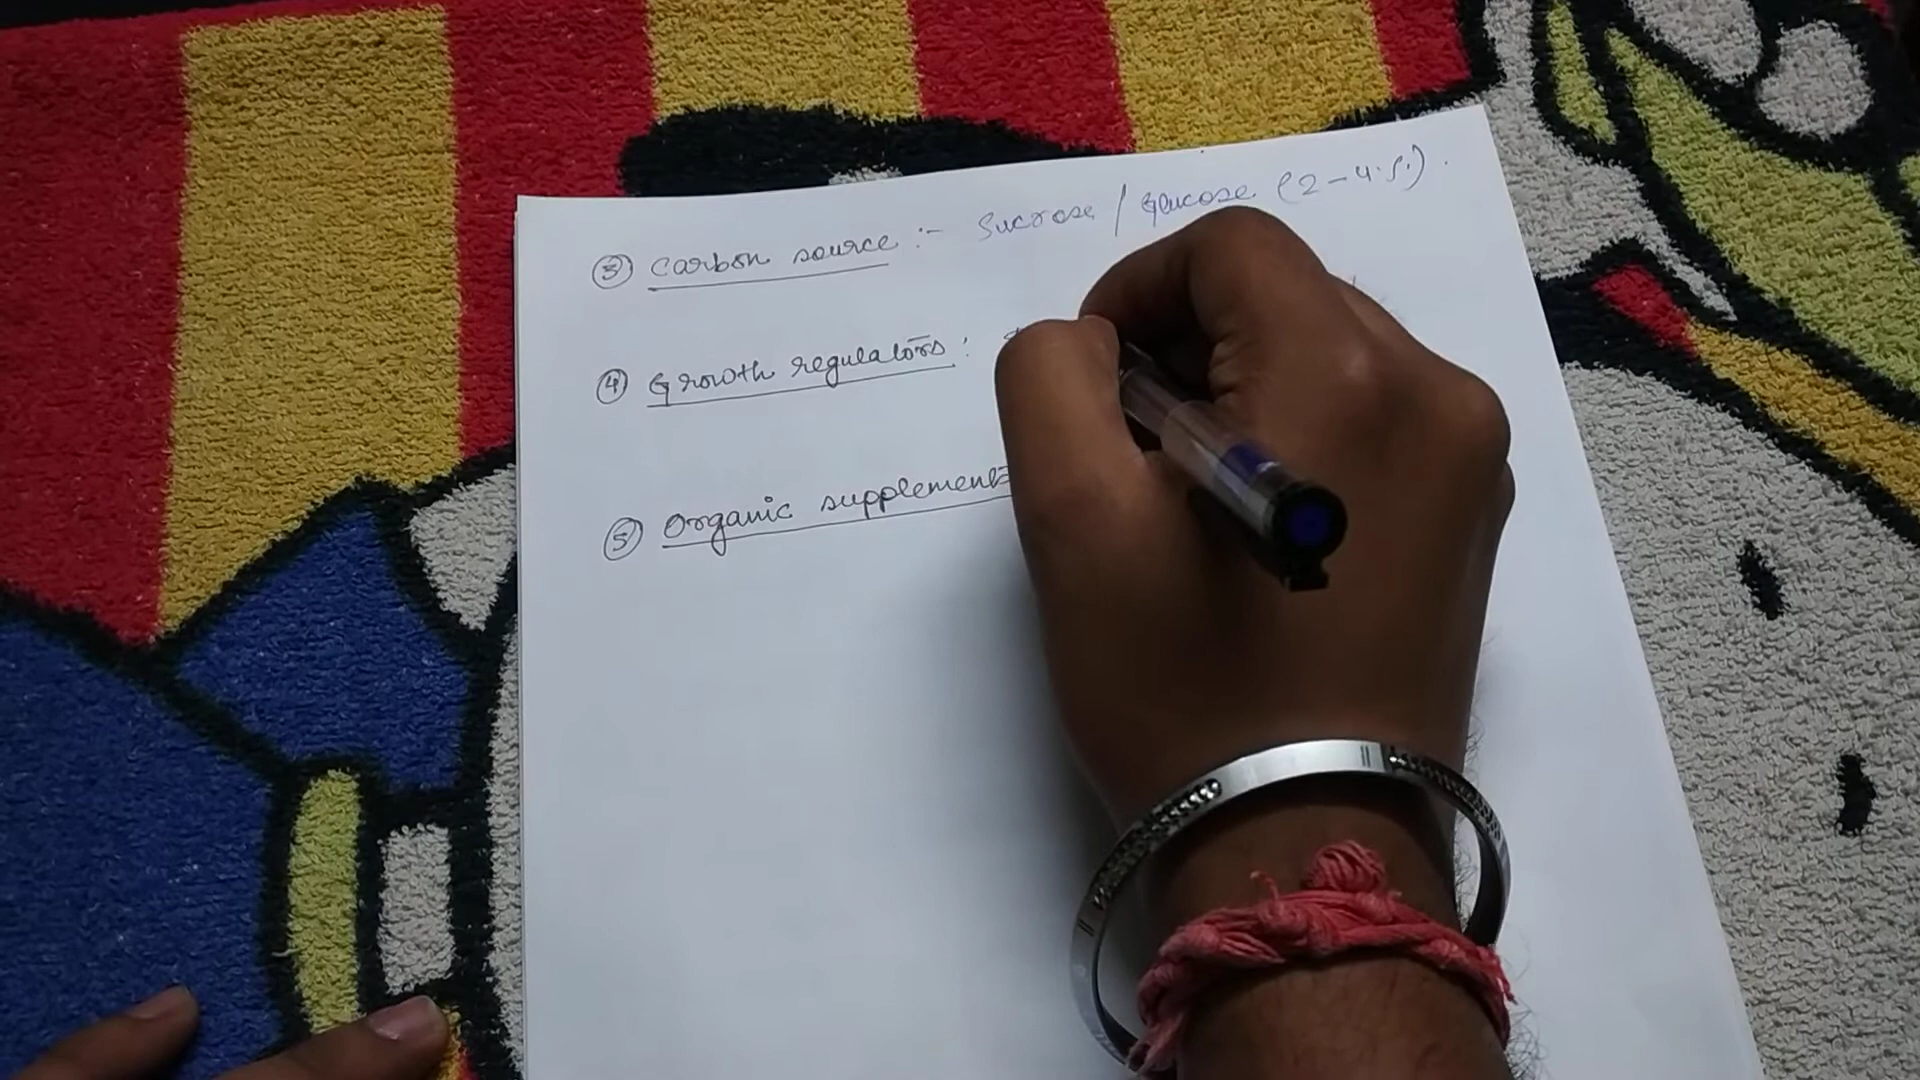 ③ Carbon source :- Sucrose / Glucose (2-4%).
④ Growth regulators :
⑤ Organic supplements